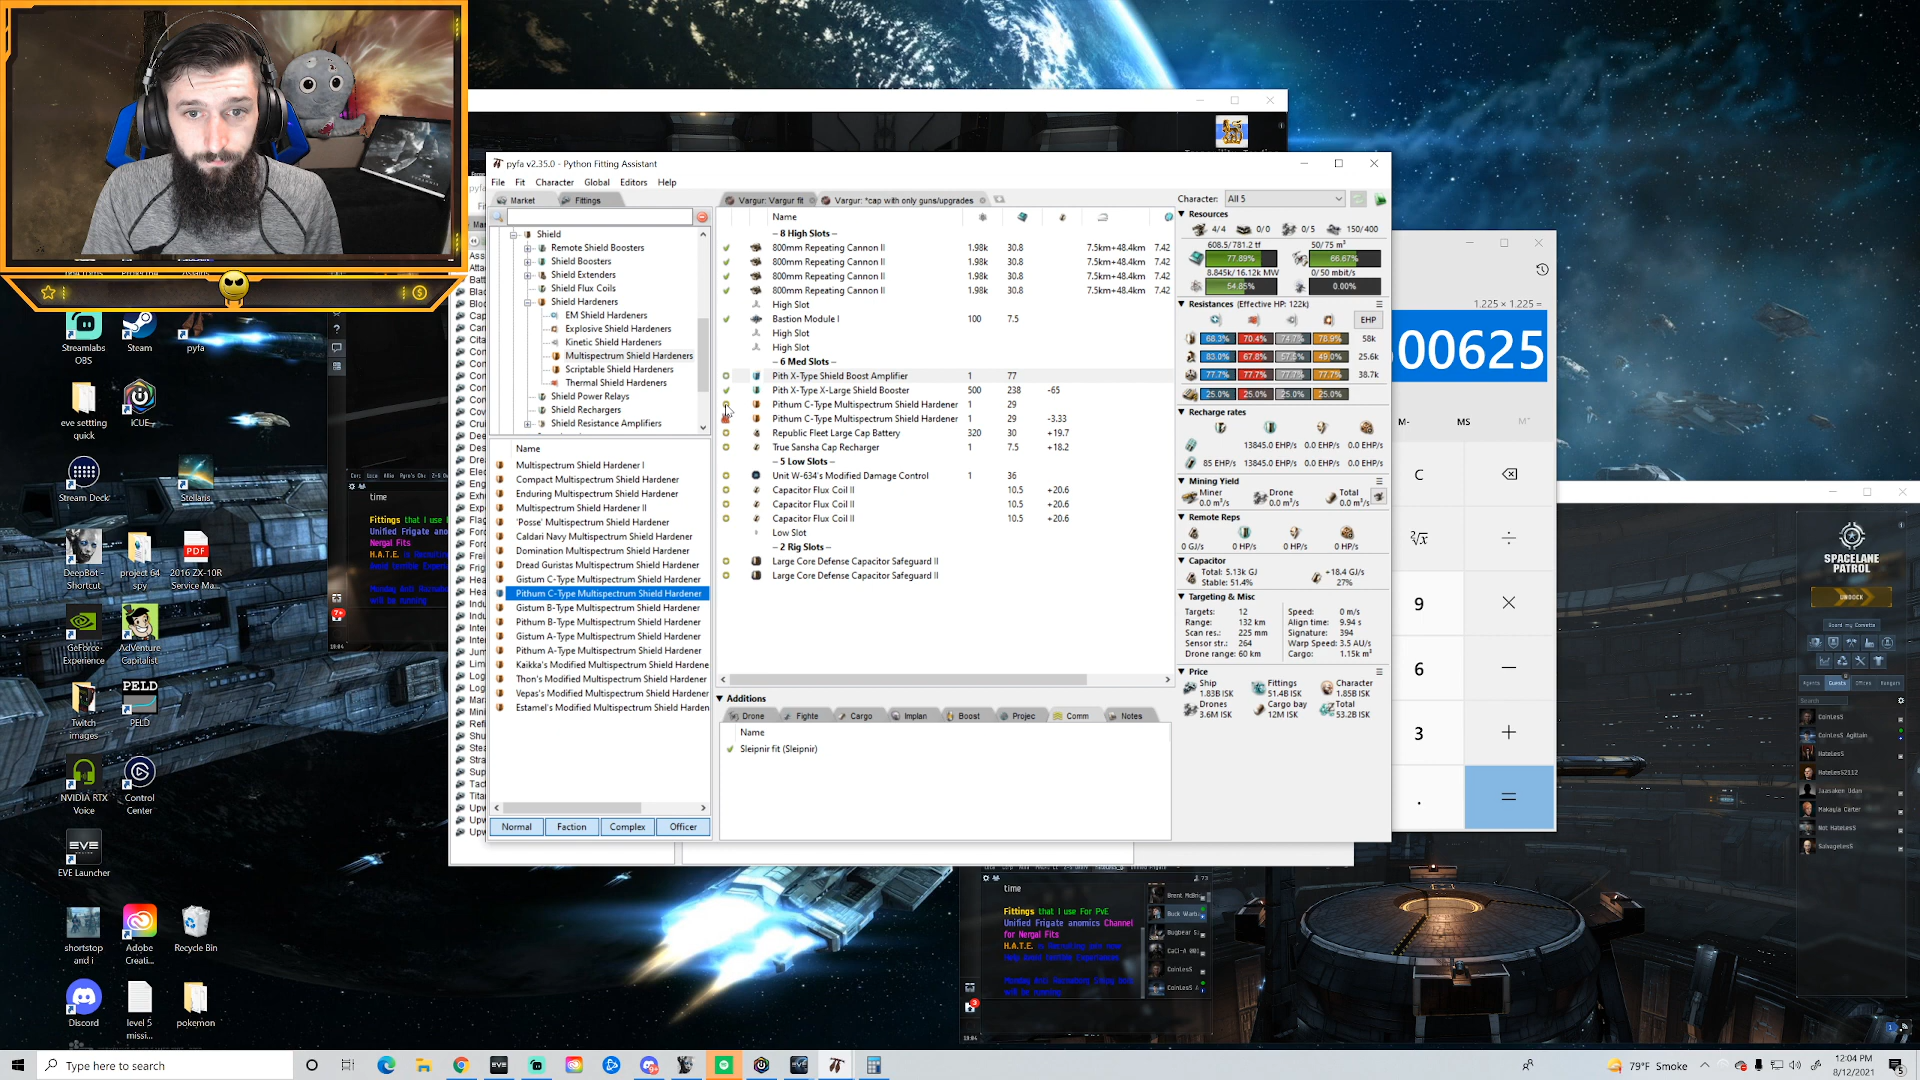 pyfa v2.35.0 - Python Fitting Assistant
File Fit Character Global Editors Help
Market Fittings
Vargur: Vargur fit Vargur: *cap with only guns/upgrades
Character: All 5
Shield
Remote Shield Boosters
Shield Boosters
Shield Extenders
Shield Flux Coils
Shield Hardeners
EM Shield Hardeners
Explosive Shield Hardeners
Kinetic Shield Hardeners
Multispectrum Shield Hardeners
Scriptable Shield Hardeners
Thermal Shield Hardeners
Shield Power Relays
Shield Rechargers
Shield Resistance Amplifiers
Name
Multispectrum Shield Hardener I
Compact Multispectrum Shield Hardener
Enduring Multispectrum Shield Hardener
Multispectrum Shield Hardener II
'Posse' Multispectrum Shield Hardener
Caldari Navy Multispectrum Shield Hardener
Domination Multispectrum Shield Hardener
Dread Guristas Multispectrum Shield Hardener
Gistum C-Type Multispectrum Shield Hardener
Pithum C-Type Multispectrum Shield Hardener
Gistum B-Type Multispectrum Shield Hardener
Pithum B-Type Multispectrum Shield Hardener
Gistum A-Type Multispectrum Shield Hardener
Pithum A-Type Multispectrum Shield Hardener
Kaikka's Modified Multispectrum Shield Hardene
Thon's Modified Multispectrum Shield Hardener
Vepas's Modified Multispectrum Shield Hardene
Estamel's Modified Multispectrum Shield Harden
Normal Faction Complex Officer
Name
– 8 High Slots –
800mm Repeating Cannon II 1.98k 30.8 7.5km+48.4km 7.42
800mm Repeating Cannon II 1.98k 30.8 7.5km+48.4km 7.42
800mm Repeating Cannon II 1.98k 30.8 7.5km+48.4km 7.42
800mm Repeating Cannon II 1.98k 30.8 7.5km+48.4km 7.42
High Slot
Bastion Module I 100 7.5
High Slot
High Slot
– 6 Med Slots –
Pith X-Type Shield Boost Amplifier 1 77
Pith X-Type X-Large Shield Booster 500 238 -65
Pithum C-Type Multispectrum Shield Hardener 1 29
Pithum C-Type Multispectrum Shield Hardener 1 29 -3.33
Republic Fleet Large Cap Battery 320 30 +19.7
True Sansha Cap Recharger 1 7.5 +18.2
– 5 Low Slots –
Unit W-634's Modified Damage Control 1 36
Capacitor Flux Coil II 10.5 +20.6
Capacitor Flux Coil II 10.5 +20.6
Capacitor Flux Coil II 10.5 +20.6
Low Slot
– 2 Rig Slots –
Large Core Defense Capacitor Safeguard II
Large Core Defense Capacitor Safeguard II
Additions
Drone Fighte Cargo Implan Boost Projec Comm Notes
Name
Sleipnir fit (Sleipnir)
Resources
4/4 0/0 0/5 150/400
608.5/781.2 tf 50/75 m³
77.89% 66.67%
8.845k/16.12k MW 0/50 mbit/s
54.85% 0.00%
Resistances (Effective HP: 122k)
EHP
68.3% 70.4% 74.7% 78.9% 58k
83.0% 67.8% 57.5% 49.0% 25.6k
77.7% 77.7% 77.7% 77.7% 38.7k
25.0% 25.0% 25.0% 25.0%
Recharge rates
13845.0 EHP/s 0.0 EHP/s 0.0 EHP/s
85 EHP/s 13845.0 EHP/s 0.0 EHP/s 0.0 EHP/s
Mining Yield
Miner 0.0 m³/s Drone 0.0 m³/s Total 0.0 m³/s
Remote Reps
0 GJ/s 0 HP/s 0 HP/s 0 HP/s
Capacitor
Total: 5.13k GJ +18.4 GJ/s
Stable: 51.4% 27%
Targeting & Misc
Targets: 12 Speed: 0 m/s
Range: 132 km Align time: 9.94 s
Scan res.: 225 mm Signature: 394
Sensor str.: 264 Warp Speed: 3.5 AU/s
Drone range: 60 km Cargo: 1.15k m³
Price
Ship 1.83B ISK Fittings 51.4B ISK Character 1.85B ISK
Drones 3.6M ISK Cargo bay 12M ISK Total 53.2B ISK
1.225 × 1.225 =
00625
M- MS
C
²√x ÷
9 ×
6 −
3 +
. =
Streamlabs OBS
Steam
pyfa
eve settting quick
iCUE
Stream Deck
Stellaris
DeepBot - Shortcut
project 64 spy
2016 ZX-10R Service Ma...
GeForce Experience
AdVenture Capitalist
Twitch images
PELD
PELD
NVIDIA RTX Voice
Control Center
EVE
EVE Launcher
shortstop and i
Adobe Creati...
Recycle Bin
Discord
level 5 missi...
pokemon
time
Fittings that I use
Unified Frigate ano
Nergal Fits
time
Fittings that I use For PvE
Unified Frigate anomics Channel
for Nergal Fits
SPACELANE PATROL
UNDOCK
Type here to search
79°F Smoke
12:04 PM
8/12/2021